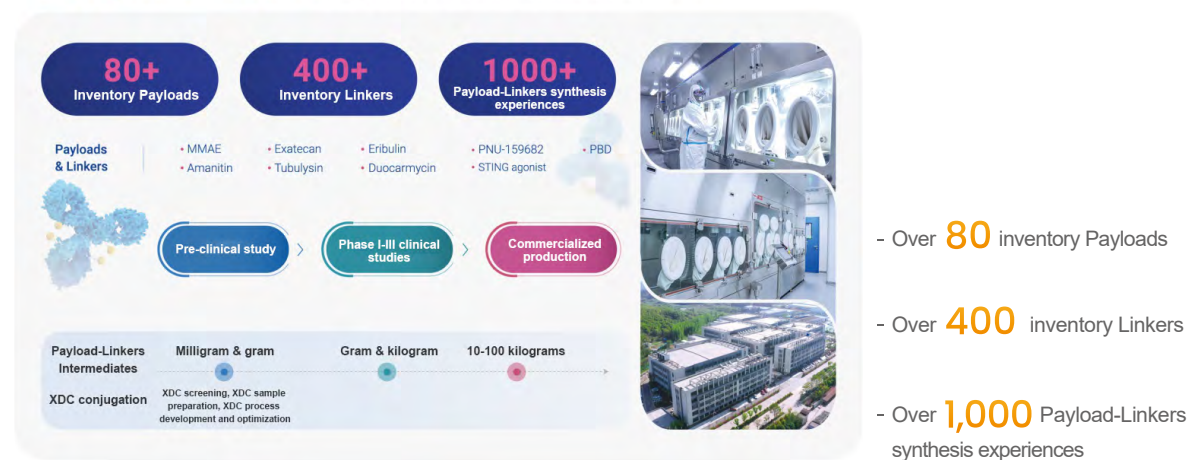 80+
Inventory Payloads
400+
Inventory Linkers
1000+
Payload-Linkers synthesis
experiences
Payloads
& Linkers
• MMAE
• Amanitin
• Exatecan
• Tubulysin
• Eribulin
• Duocarmycin
• PNU-159682
• STING agonist
• PBD
Pre-clinical study
Phase I-III clinical
studies
Commercialized
production
Payload-Linkers
Intermediates
Milligram & gram
Gram & kilogram
10-100 kilograms
XDC conjugation
XDC screening, XDC sample
preparation, XDC process
development and optimization
- Over 80 inventory Payloads
- Over 400 inventory Linkers
- Over 1,000 Payload-Linkers
synthesis experiences